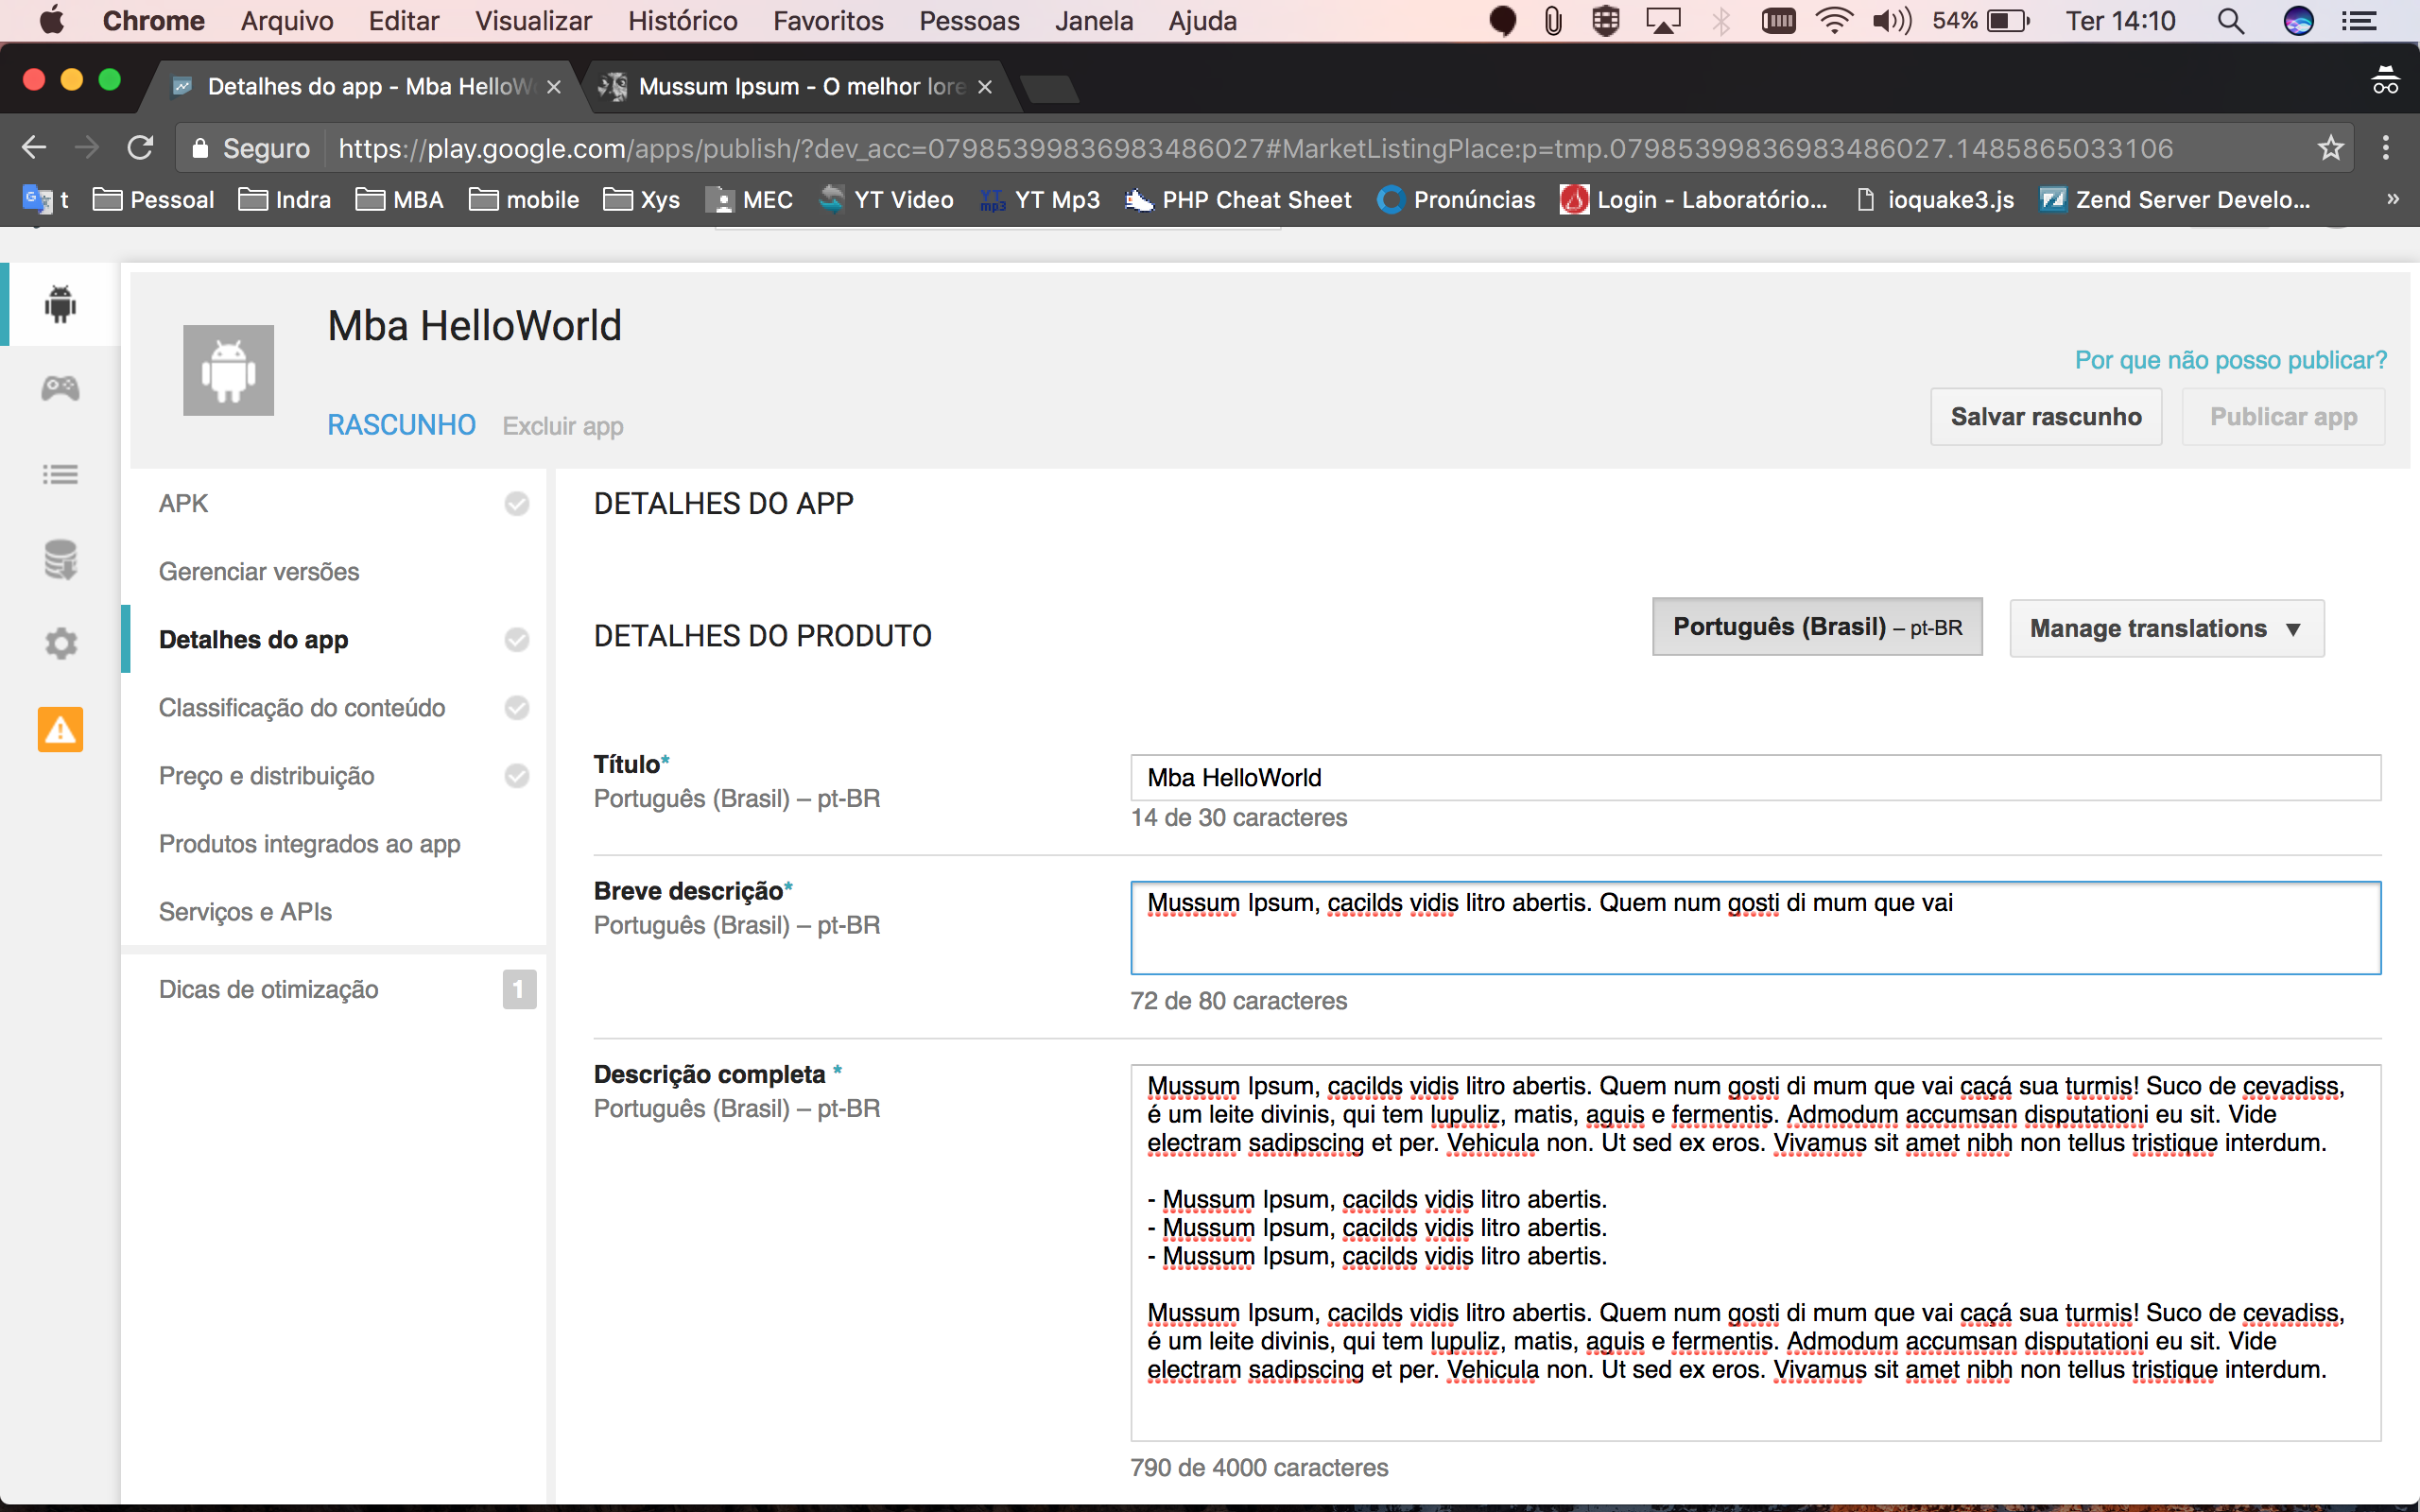 Chrome Arquivo Editar Visualizar Histórico Favoritos Pessoas Janela Ajuda 54% Ter 14:10
Detalhes do app - Mba HelloW Mussum Ipsum - O melhor lore
Seguro https://play.google.com/apps/publish/?dev_acc=07985399836983486027#MarketListingPlace:p=tmp.07985399836983486027.1485865033106
t Pessoal Indra MBA mobile Xys MEC YT Video YT Mp3 PHP Cheat Sheet Pronúncias Login - Laboratório... ioquake3.js Zend Server Develo... »
Mba HelloWorld
Por que não posso publicar?
RASCUNHO Excluir app
Salvar rascunho Publicar app
APK
Gerenciar versões
Detalhes do app
Classificação do conteúdo
Preço e distribuição
Produtos integrados ao app
Serviços e APIs
Dicas de otimização 1
DETALHES DO APP
DETALHES DO PRODUTO
Português (Brasil) – pt-BR Manage translations
Título*
Português (Brasil) – pt-BR
Mba HelloWorld
14 de 30 caracteres
Breve descrição*
Português (Brasil) – pt-BR
Mussum Ipsum, cacilds vidis litro abertis. Quem num gosti di mum que vai
72 de 80 caracteres
Descrição completa *
Português (Brasil) – pt-BR
Mussum Ipsum, cacilds vidis litro abertis. Quem num gosti di mum que vai caçá sua turmis! Suco de cevadiss,
é um leite divinis, qui tem lupuliz, matis, aguis e fermentis. Admodum accumsan disputationi eu sit. Vide
electram sadipscing et per. Vehicula non. Ut sed ex eros. Vivamus sit amet nibh non tellus tristique interdum.
- Mussum Ipsum, cacilds vidis litro abertis.
- Mussum Ipsum, cacilds vidis litro abertis.
- Mussum Ipsum, cacilds vidis litro abertis.
Mussum Ipsum, cacilds vidis litro abertis. Quem num gosti di mum que vai caçá sua turmis! Suco de cevadiss,
é um leite divinis, qui tem lupuliz, matis, aguis e fermentis. Admodum accumsan disputationi eu sit. Vide
electram sadipscing et per. Vehicula non. Ut sed ex eros. Vivamus sit amet nibh non tellus tristique interdum.
790 de 4000 caracteres